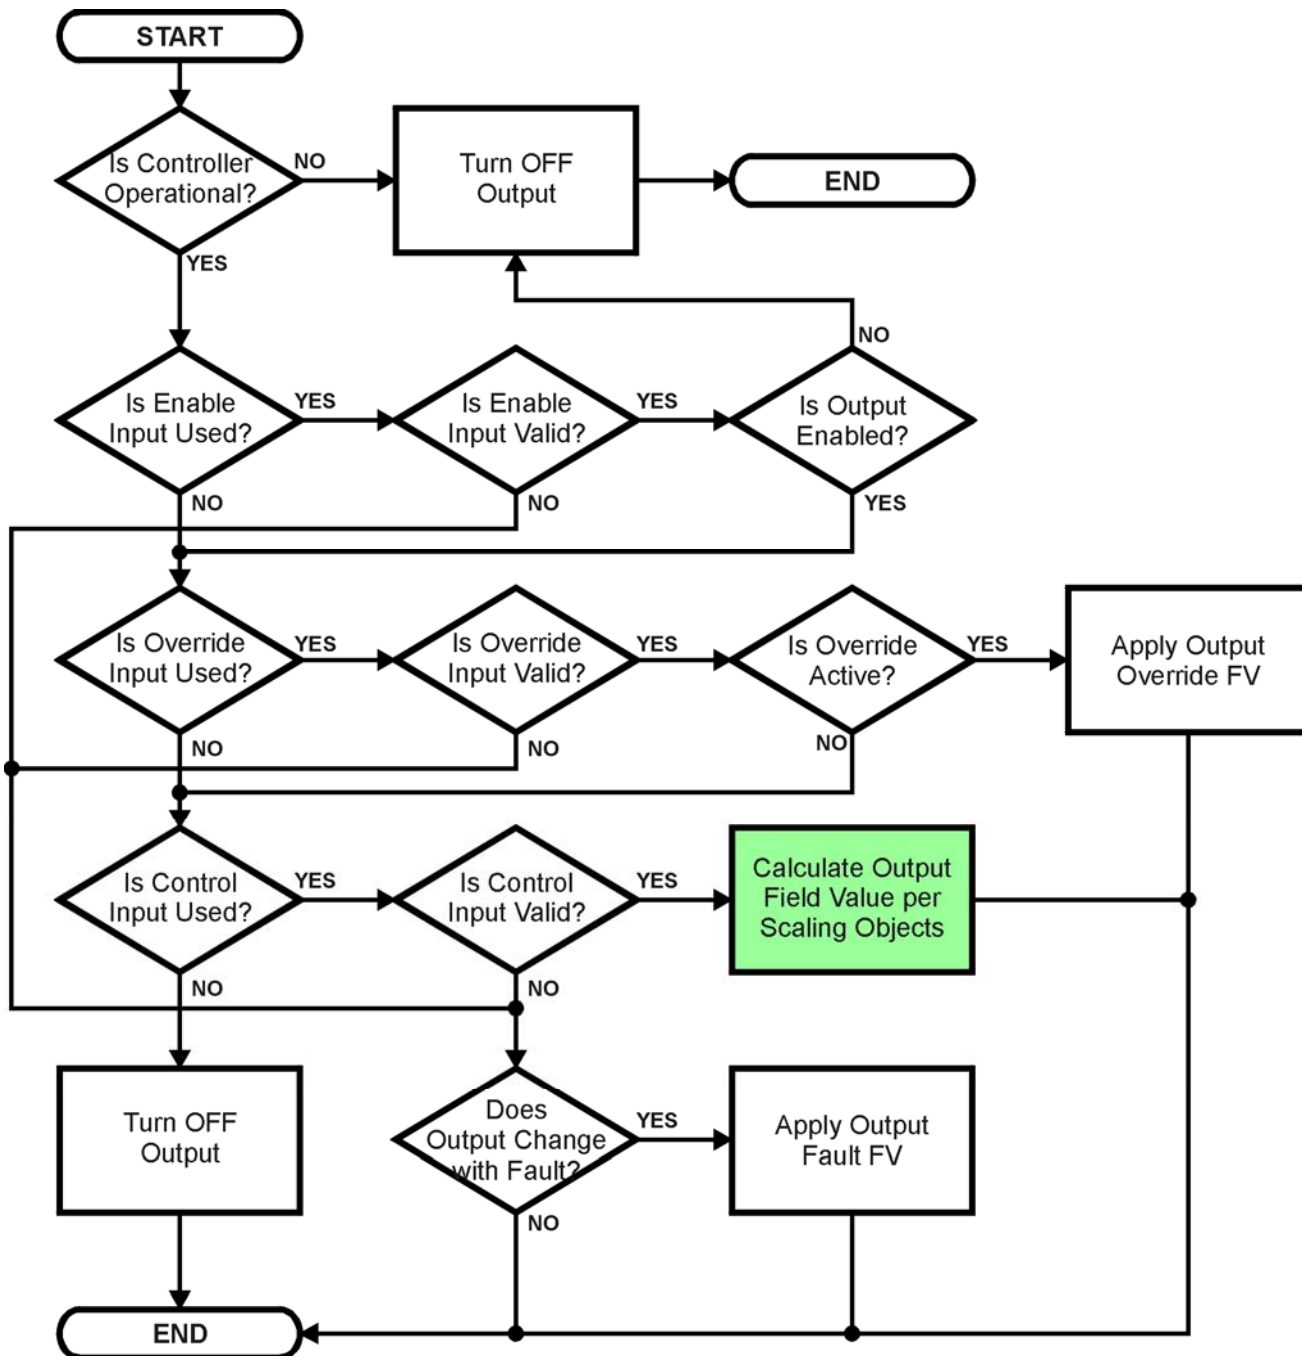 START
Is Controller
Operational?
NO
Turn OFF
Output
END
YES
NO
Is Enable
Input Used?
YES
Is Enable
Input Valid?
YES
Is Output
Enabled?
NO
NO
YES
Is Override
Input Used?
YES
Is Override
Input Valid?
YES
Is Override
Active?
YES
Apply Output
Override FV
NO
NO
NO
Is Control
Input Used?
YES
Is Control
Input Valid?
YES
Calculate Output
Field Value per
Scaling Objects
NO
NO
Turn OFF
Output
Does
Output Change
with Fault?
YES
Apply Output
Fault FV
NO
END